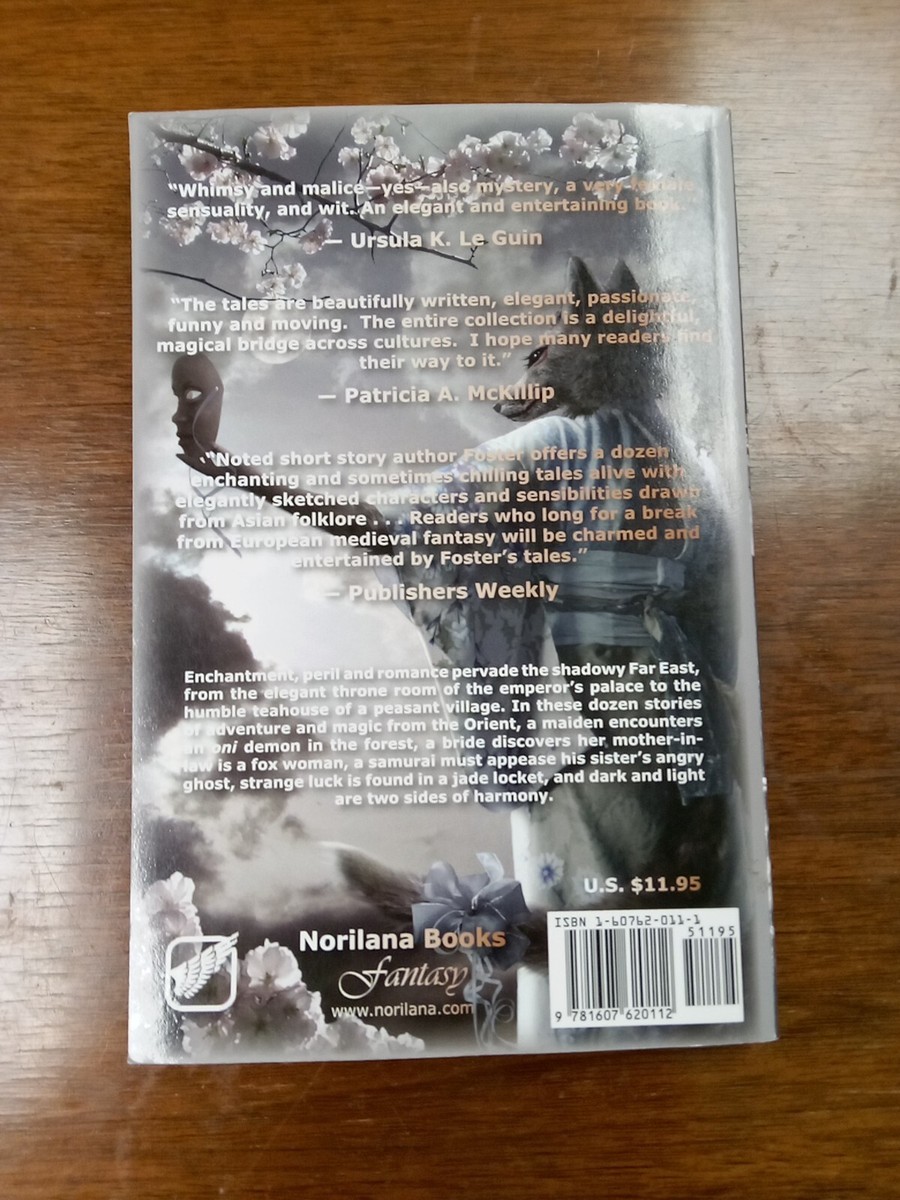 “Whimsy and malice—yes—also mystery, a very female
sensuality, and wit. An elegant and entertaining book.”
— Ursula K. Le Guin
“The tales are beautifully written, elegant, passionate,
funny and moving. The entire collection is a delightful,
magical bridge across cultures. I hope many readers find
their way to it.”
— Patricia A. McKillip
“Noted short story author Foster offers a dozen
enchanting and sometimes chilling tales alive with
elegantly sketched characters and sensibilities drawn
from Asian folklore . . . Readers who long for a break
from European medieval fantasy will be charmed and
entertained by Foster’s tales.”
— Publishers Weekly
Enchantment, peril and romance pervade the shadowy Far East,
from the elegant throne room of the emperor’s palace to the
humble teahouse of a peasant village. In these dozen stories
of adventure and magic from the Orient, a maiden encounters
an oni demon in the forest, a bride discovers her mother-in-
law is a fox woman, a samurai must appease his sister’s angry
ghost, strange luck is found in a jade locket, and dark and light
are two sides of harmony.
U.S. $11.95
ISBN 1-60762-011-1
51195
9 781607 620112
Norilana Books
Fantasy
www.norilana.com